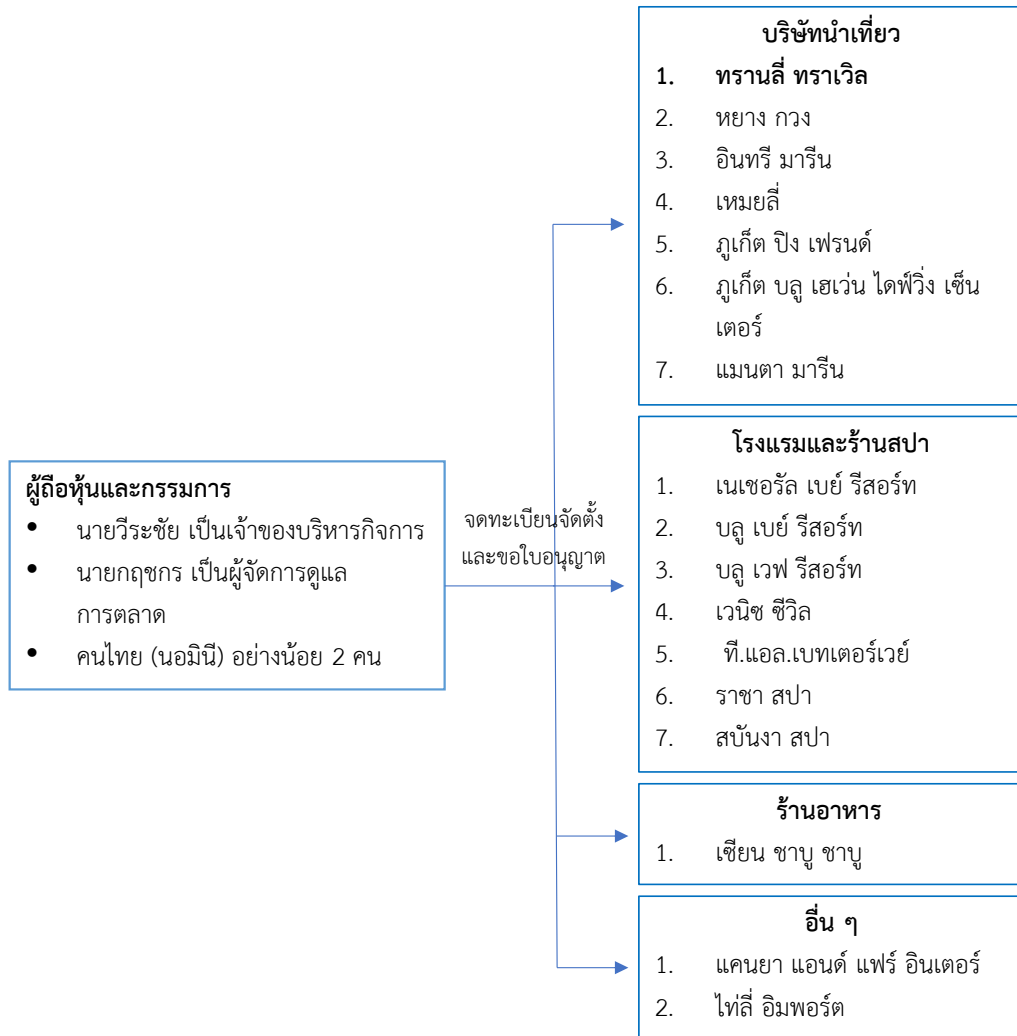 บริษัทนำเที่ยว
1. ทรานลี่ ทราเวิล
2. หยาง กวง
3. อินทรี มารีน
4. เหมยลี่
5. ภูเก็ต ปิง เฟรนด์
6. ภูเก็ต บลู เฮเว่น ไดฟ์วิ่ง เซ็น
เตอร์
7. แมนตา มารีน
ผู้ถือหุ้นและกรรมการ
• นายวีระชัย เป็นเจ้าของบริหารกิจการ
• นายกฤชกร เป็นผู้จัดการดูแล
การตลาด
• คนไทย (นอมินี) อย่างน้อย 2 คน
จดทะเบียนจัดตั้ง
และขอใบอนุญาต
โรงแรมและร้านสปา
1. เนเชอรัล เบย์ รีสอร์ท
2. บลู เบย์ รีสอร์ท
3. บลู เวฟ รีสอร์ท
4. เวนิช ซีวิล
5. ที.แอล.เบทเตอร์เวย์
6. ราชา สปา
7. สบันงา สปา
ร้านอาหาร
1. เซียน ชาบู ชาบู
อื่น ๆ
1. แคนยา แอนด์ แฟร์ อินเตอร์
2. ไท่ลี่ อิมพอร์ต